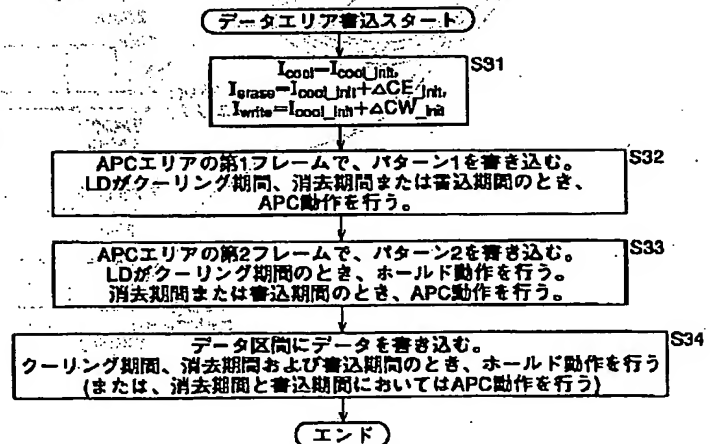 データエリア書込スタート
S31
Icool=Icool_init,
Ierase=Icool_init+△CE_init,
Iwrite=Icool_init+△CW_init
S32
APCエリアの第1フレームで、パターン1を書き込む。
LDがクーリング期間、消去期間または書込期間のとき、
APC動作を行う。
S33
APCエリアの第2フレームで、パターン2を書き込む。
LDがクーリング期間のとき、ホールド動作を行う。
消去期間または書込期間のとき、APC動作を行う。
S34
データ区間にデータを書き込む。
クーリング期間、消去期間および書込期間のとき、ホールド動作を行う
(または、消去期間と書込期間においてはAPC動作を行う)
エンド